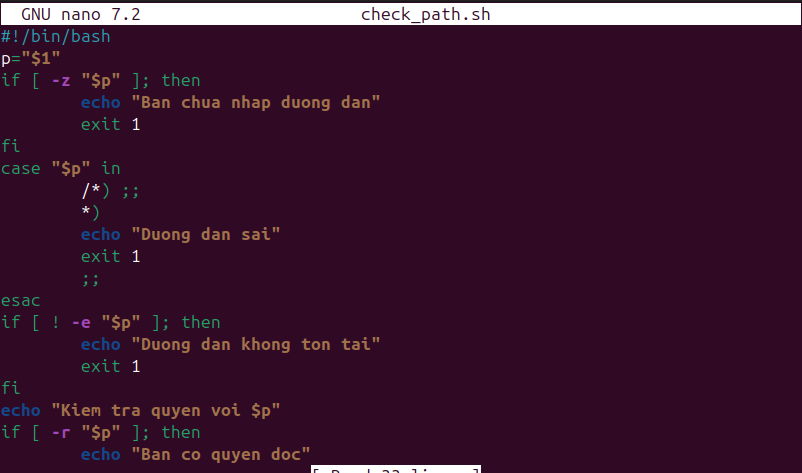 GNU nano 7.2 check_path.sh
#!/bin/bash
p="$1"
if [ -z "$p" ]; then
        echo "Ban chua nhap duong dan"
        exit 1
fi
case "$p" in
        /*) ;;
        *)
        echo "Duong dan sai"
        exit 1
        ;;
esac
if [ ! -e "$p" ]; then
        echo "Duong dan khong ton tai"
        exit 1
fi
echo "Kiem tra quyen voi $p"
if [ -r "$p" ]; then
        echo "Ban co quyen doc"